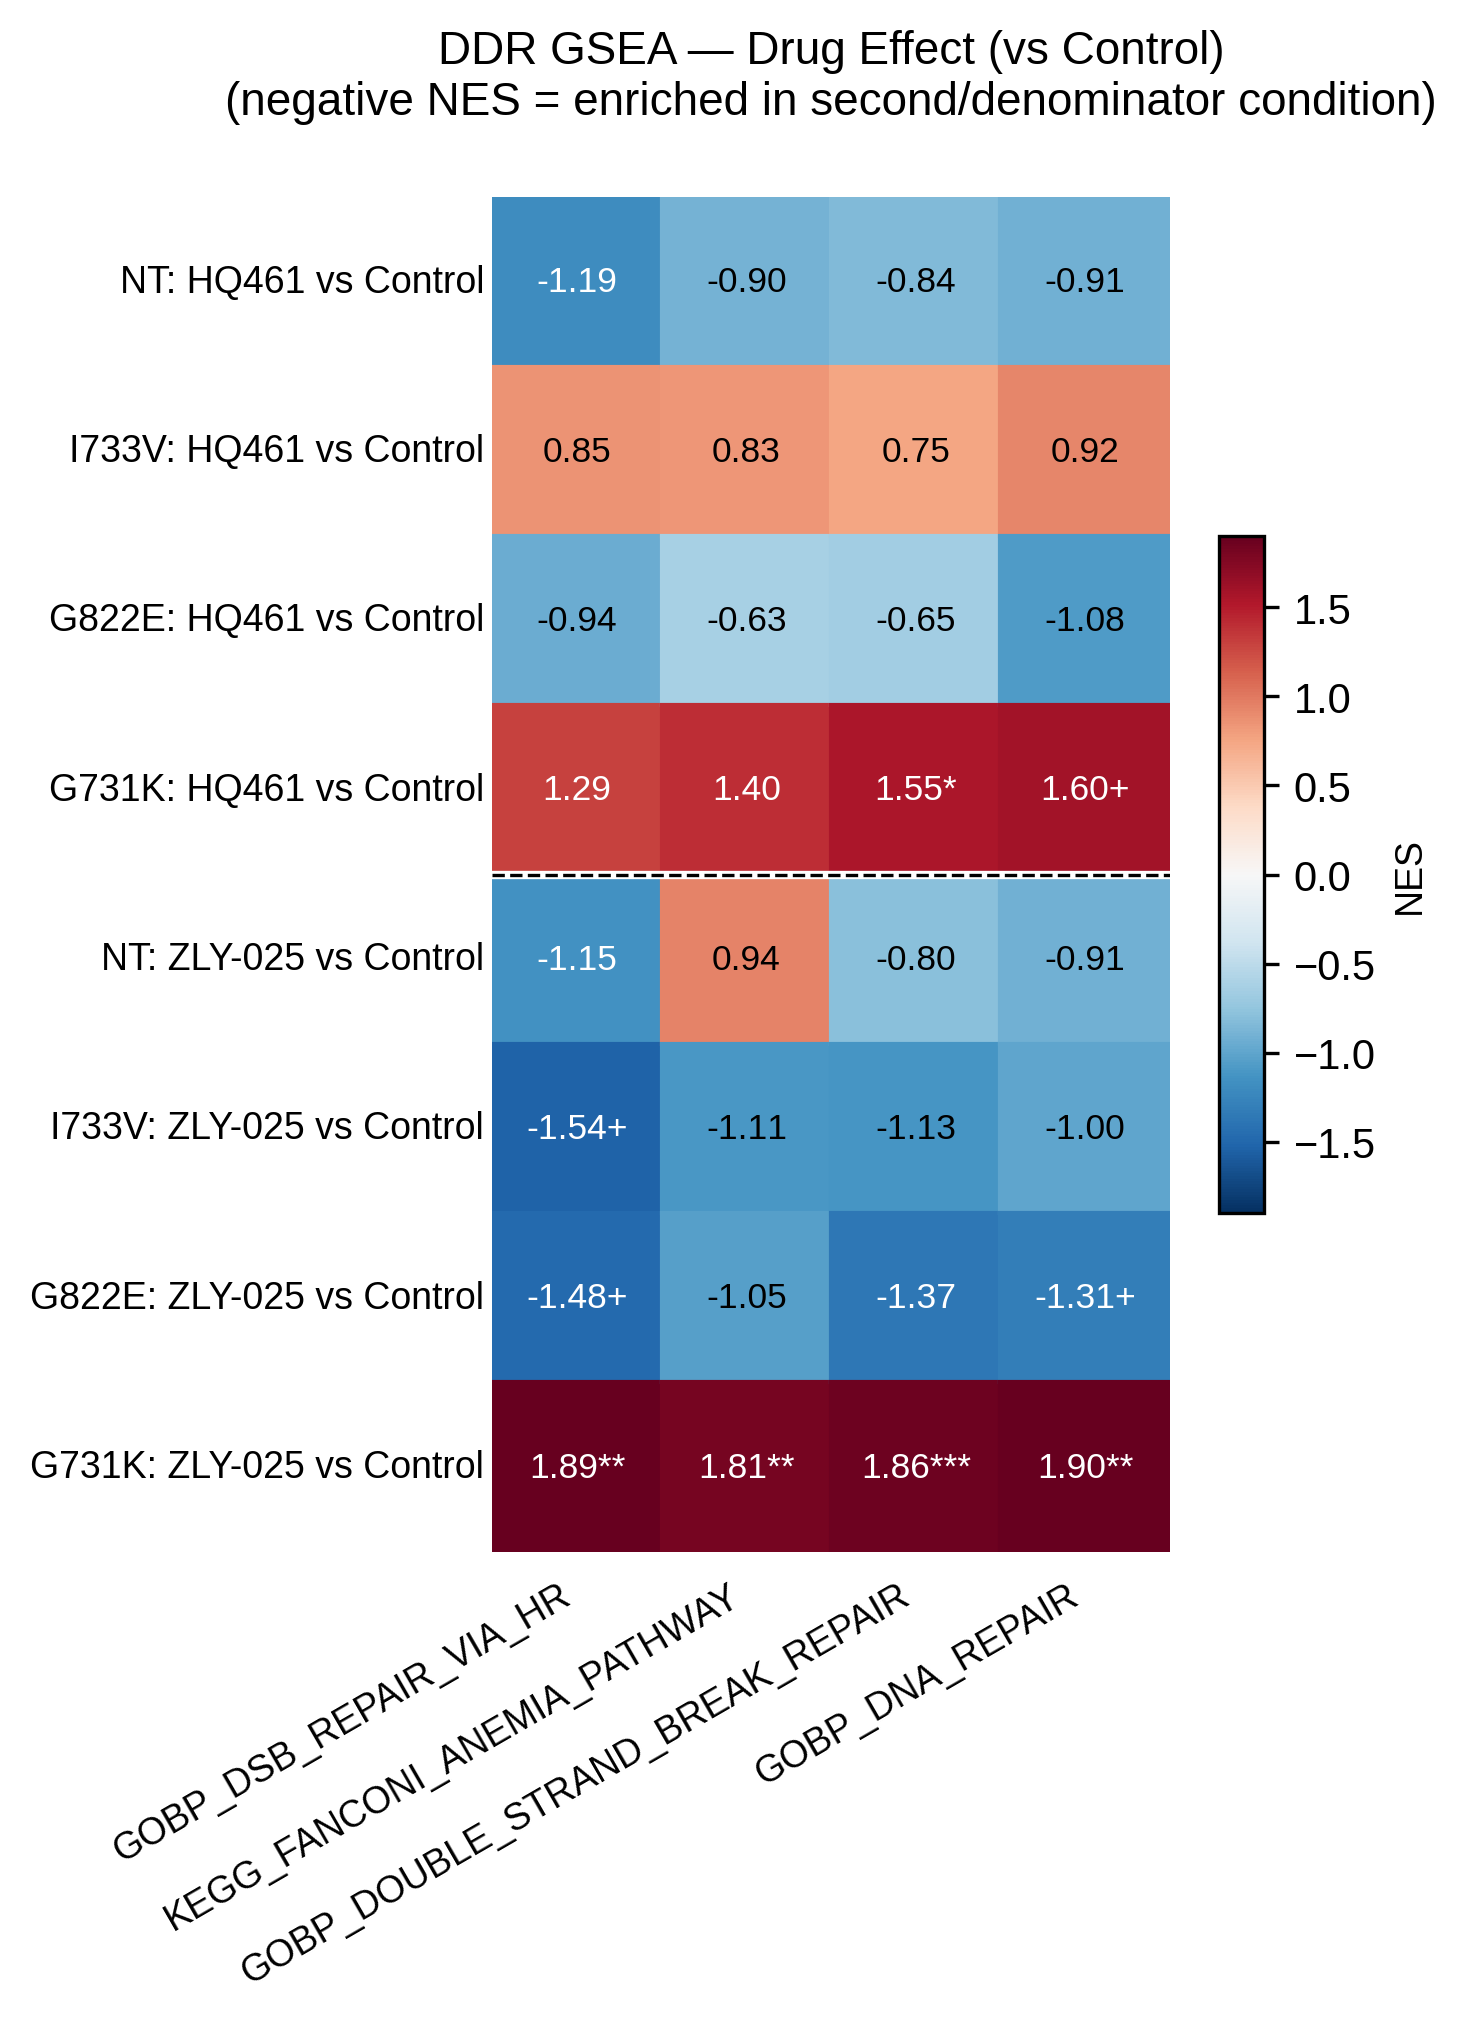 DDR GSEA — Drug Effect (vs Control)
(negative NES = enriched in second/denominator condition)
NT: HQ461 vs Control -1.19 -0.90 -0.84 -0.91
I733V: HQ461 vs Control 0.85 0.83 0.75 0.92
G822E: HQ461 vs Control -0.94 -0.63 -0.65 -1.08
G731K: HQ461 vs Control 1.29 1.40 1.55* 1.60+
NT: ZLY-025 vs Control -1.15 0.94 -0.80 -0.91
I733V: ZLY-025 vs Control -1.54+ -1.11 -1.13 -1.00
G822E: ZLY-025 vs Control -1.48+ -1.05 -1.37 -1.31+
G731K: ZLY-025 vs Control 1.89** 1.81** 1.86*** 1.90**
GOBP_DSB_REPAIR_VIA_HR
KEGG_FANCONI_ANEMIA_PATHWAY
GOBP_DOUBLE_STRAND_BREAK_REPAIR
GOBP_DNA_REPAIR
1.5
1.0
0.5
0.0
−0.5
−1.0
−1.5
NES